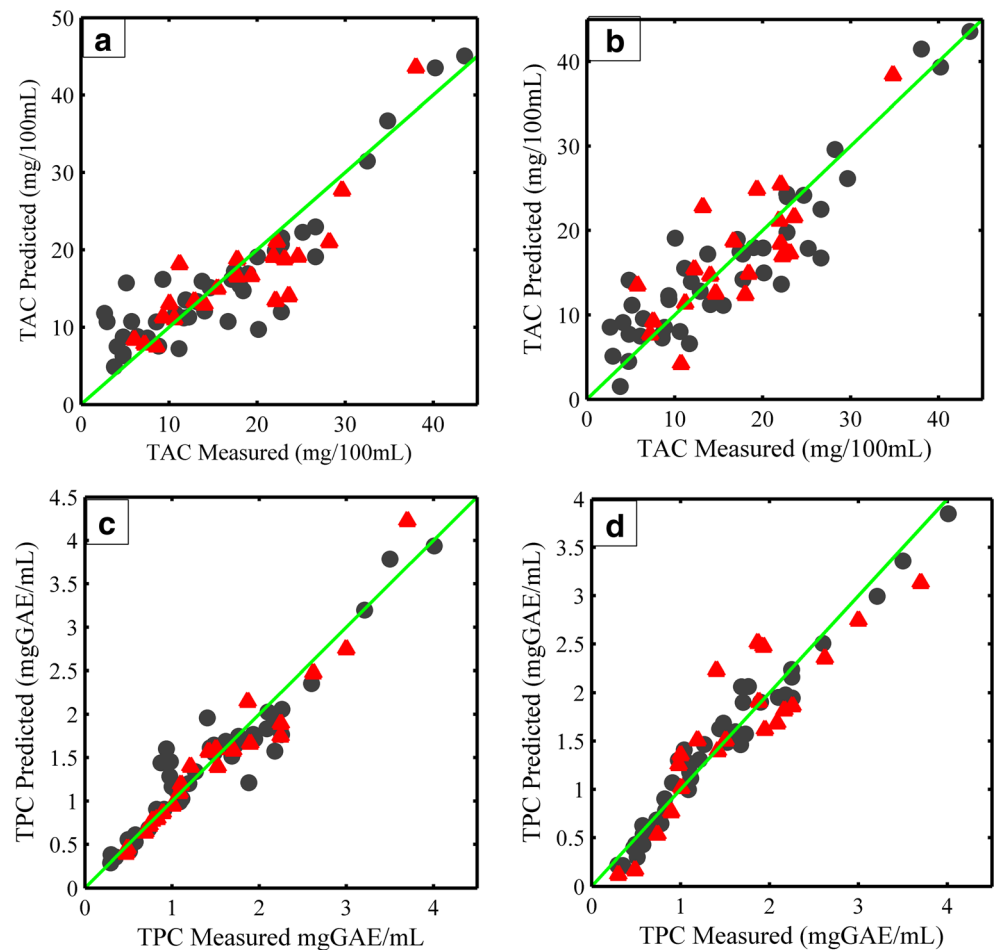 a
50
40
30
20
10
0
TAC Predicted (mg/100mL)
0 10 20 30 40
TAC Measured (mg/100mL)
b
40
30
20
10
0
TAC Predicted (mg/100mL)
0 10 20 30 40
TAC Measured (mg/100mL)
c
4.5
4
3.5
3
2.5
2
1.5
1
0.5
0
TPC Predicted (mgGAE/mL)
0 1 2 3 4
TPC Measured mgGAE/mL
d
4
3.5
3
2.5
2
1.5
1
0.5
0
TPC Predicted (mgGAE/mL)
0 1 2 3 4
TPC Measured (mgGAE/mL)